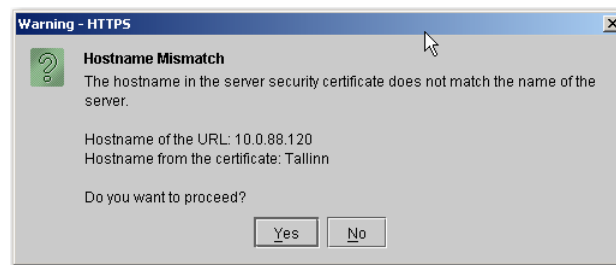 Warning - HTTPS
Hostname Mismatch
The hostname in the server security certificate does not match the name of the
server.
Hostname of the URL: 10.0.88.120
Hostname from the certificate: Tallinn
Do you want to proceed?
Yes No